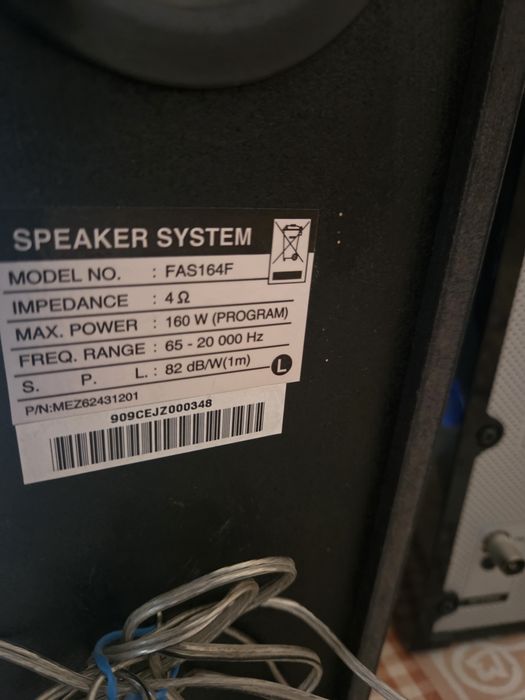 SPEAKER SYSTEM
MODEL NO. : FAS164F
IMPEDANCE : 4 Ω
MAX. POWER : 160 W (PROGRAM)
FREQ. RANGE : 65 - 20 000 Hz
S. P. L. : 82 dB/W(1m)
L
P/N:MEZ62431201
909CEJZ000348